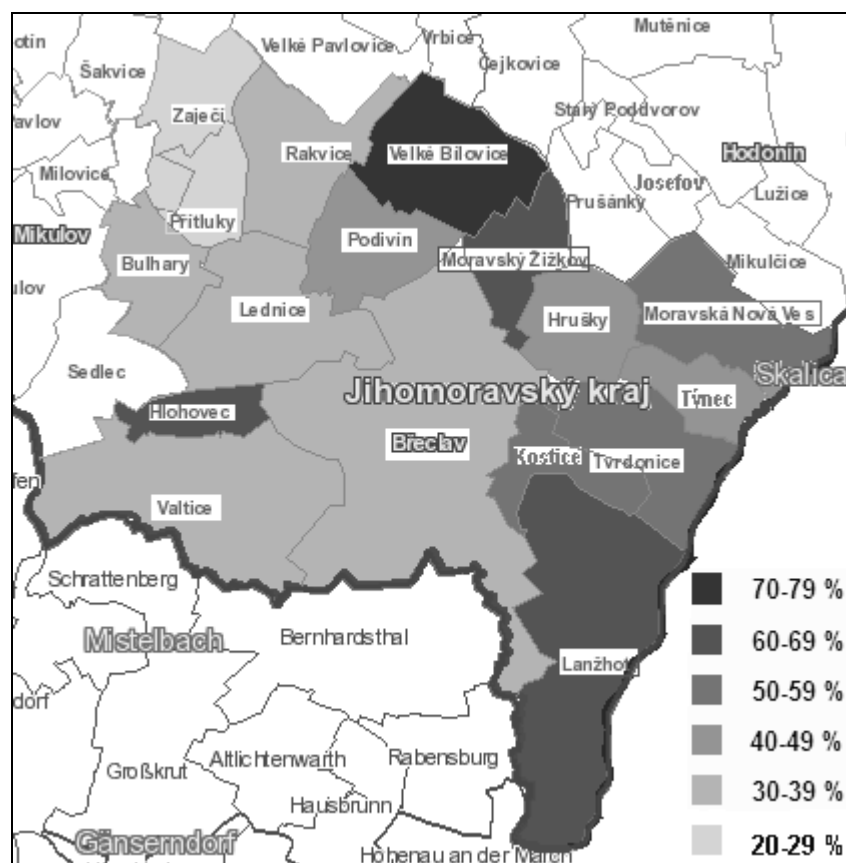 otín
Velké Pavlovice
Vrbice
Mutěnice
Šakvice
Čejkovice
Zaječí
Starý Poddvorov
Pavlov
Rakvice
Velké Bílovice
Hodonín
Milovice
Josefov
Lužice
Prušánky
Přítluky
Mikulov
Podivín
Bulhary
Moravský Žižkov
Mikulčice
ulov
Lednice
Hrušky
Moravská Nová Ves
Sedlec
Skalica
Jihomoravský kraj
Týnec
Hlohovec
Břeclav
Kostice
Tvrdonice
fen
Valtice
Schrattenberg
70-79 %
Mistelbach
Bernhardsthal
60-69 %
Lanžhot
dorf
50-59 %
Altlichtenwarth
Rabensburg
40-49 %
Großkrut
Hausbrunn
30-39 %
Gänserndorf
20-29 %
Hohenau an der March